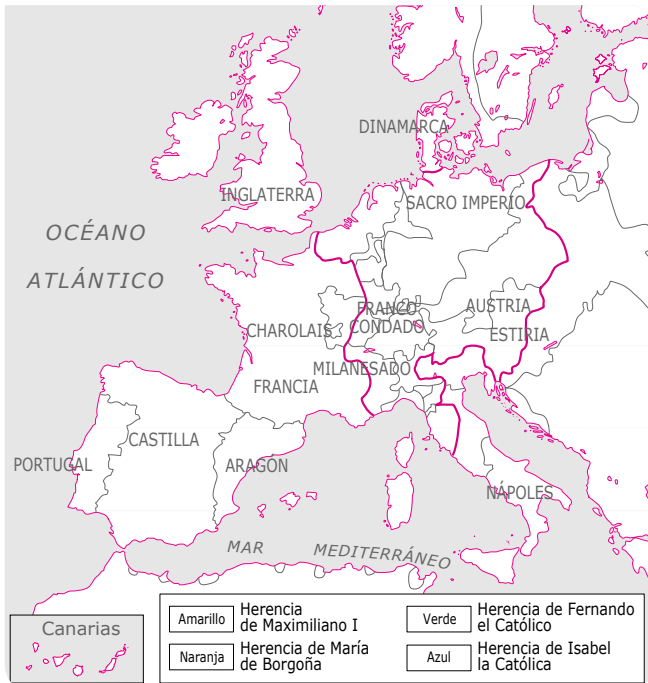 DINAMARCA
INGLATERRA
SACRO IMPERIO
OCÉANO
ATLÁNTICO
AUSTRIA
FRANCO
CONDADO
CHAROLAIS
ESTIRIA
MILANESADO
FRANCIA
CASTILLA
PORTUGAL
ARAGÓN
NÁPOLES
MAR MEDITERRÁNEO
Canarias
Amarillo
Herencia
de Maximiliano I
Naranja
Herencia de María
de Borgoña
Verde
Herencia de Fernando
el Católico
Azul
Herencia de Isabel
la Católica